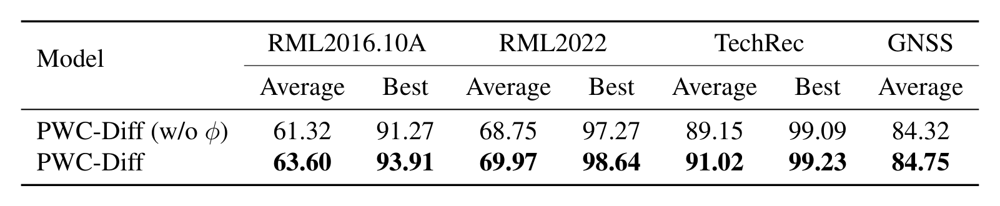 Model RML2016.10A RML2022 TechRec GNSS
Average Best Average Best Average Best Average
PWC-Diff (w/o ϕ) 61.32 91.27 68.75 97.27 89.15 99.09 84.32
PWC-Diff 63.60 93.91 69.97 98.64 91.02 99.23 84.75